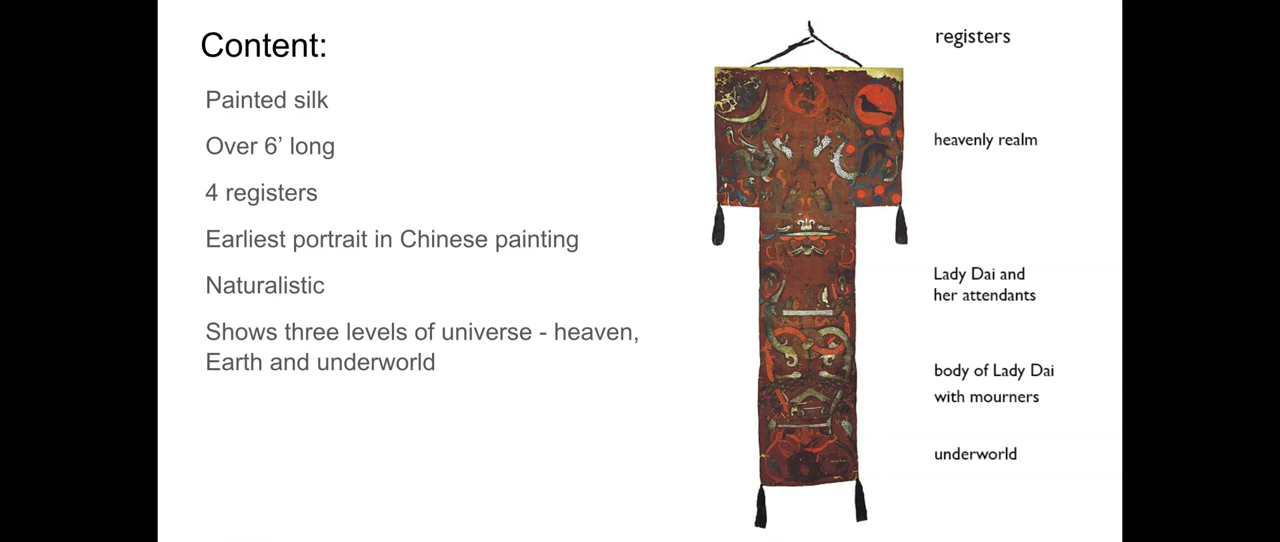 Content:
Painted silk
Over 6’ long
4 registers
Earliest portrait in Chinese painting
Naturalistic
Shows three levels of universe - heaven,
Earth and underworld
registers
heavenly realm
Lady Dai and
her attendants
body of Lady Dai
with mourners
underworld